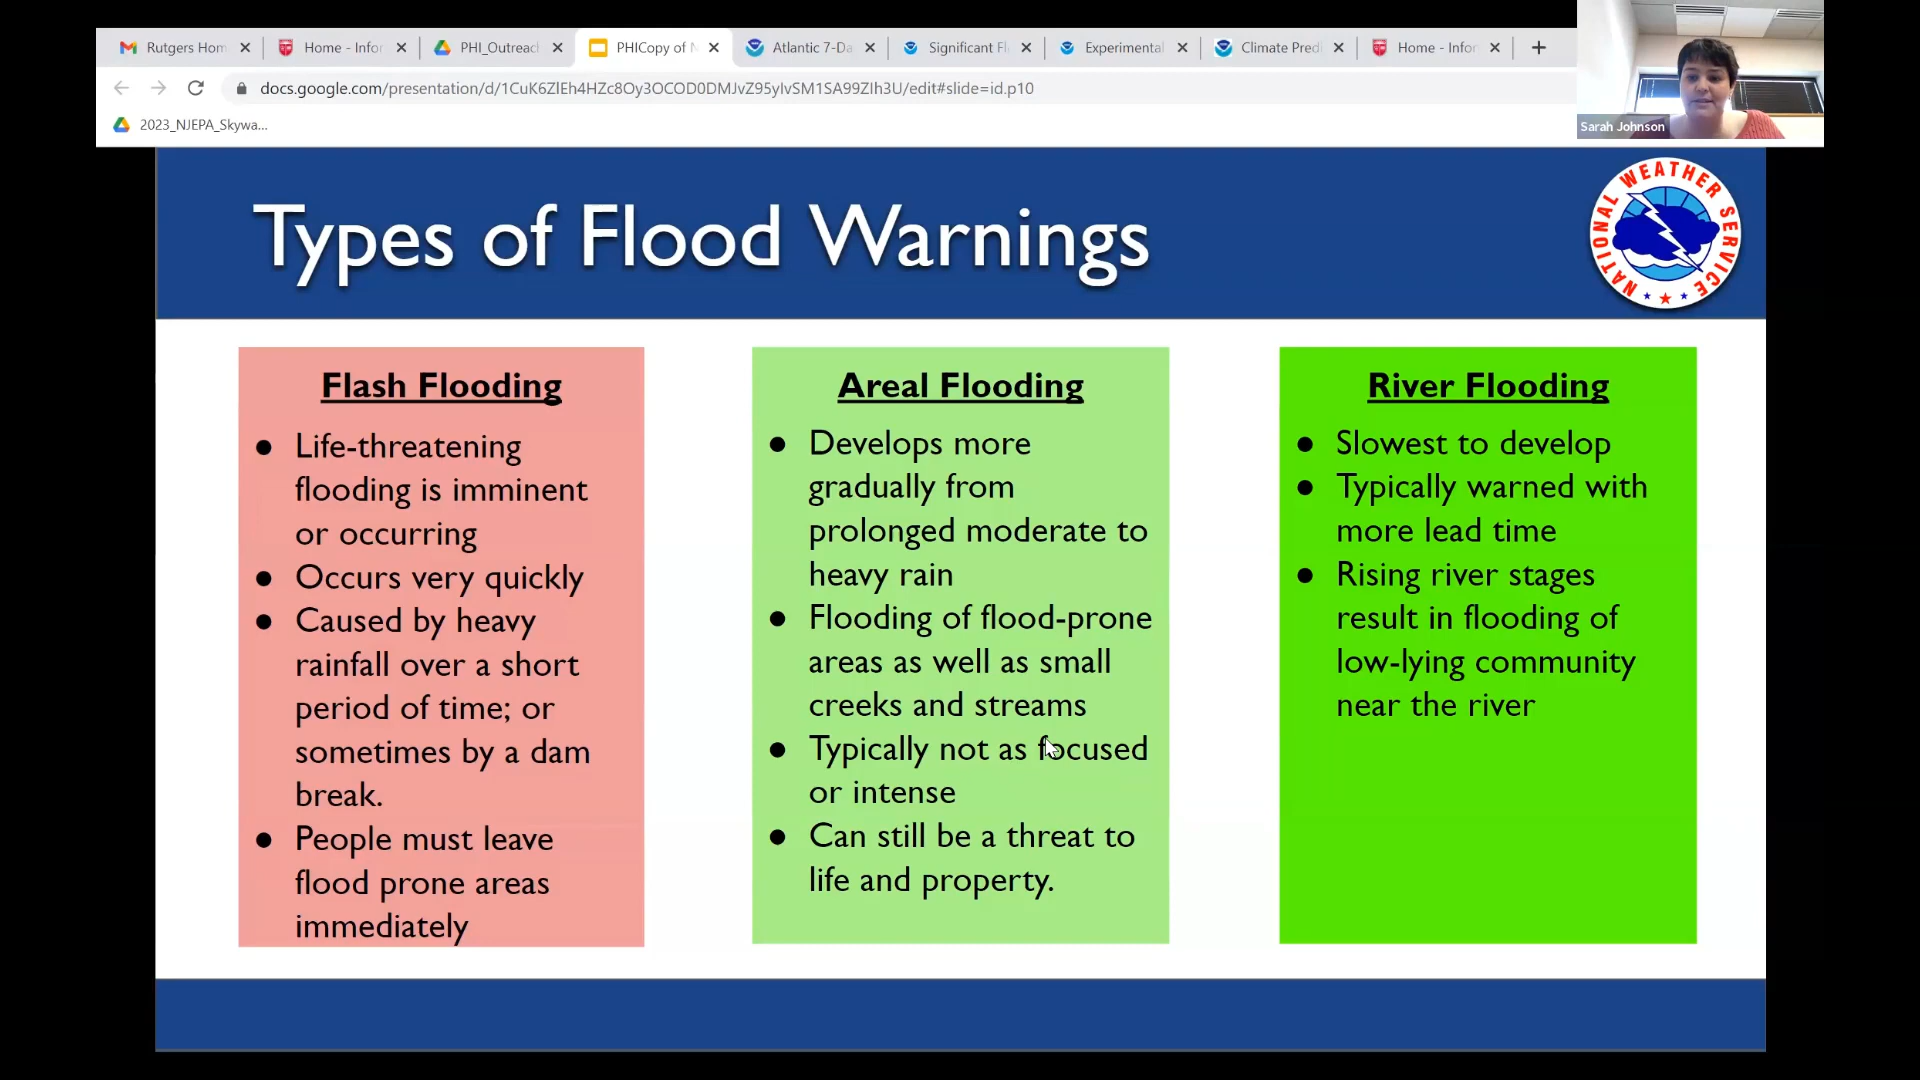 Rutgers Hom
Home - Infor
PHI_Outreac
PHICopy of N
Atlantic 7-Da
Significant Fl
Experimental
Climate Pred
Home - Infor
docs.google.com/presentation/d/1CuK6ZlEh4HZc8Oy3OCOD0DMJvZ95yIvSM1SA99ZIh3U/edit#slide=id.p10
2023_NJEPA_Skywa...
Sarah Johnson
Types of Flood Warnings
NATIONAL WEATHER SERVICE
Flash Flooding
● Life-threatening
flooding is imminent
or occurring
● Occurs very quickly
● Caused by heavy
rainfall over a short
period of time; or
sometimes by a dam
break.
● People must leave
flood prone areas
immediately
Areal Flooding
● Develops more
gradually from
prolonged moderate to
heavy rain
● Flooding of flood-prone
areas as well as small
creeks and streams
● Typically not as focused
or intense
● Can still be a threat to
life and property.
River Flooding
● Slowest to develop
● Typically warned with
more lead time
● Rising river stages
result in flooding of
low-lying community
near the river